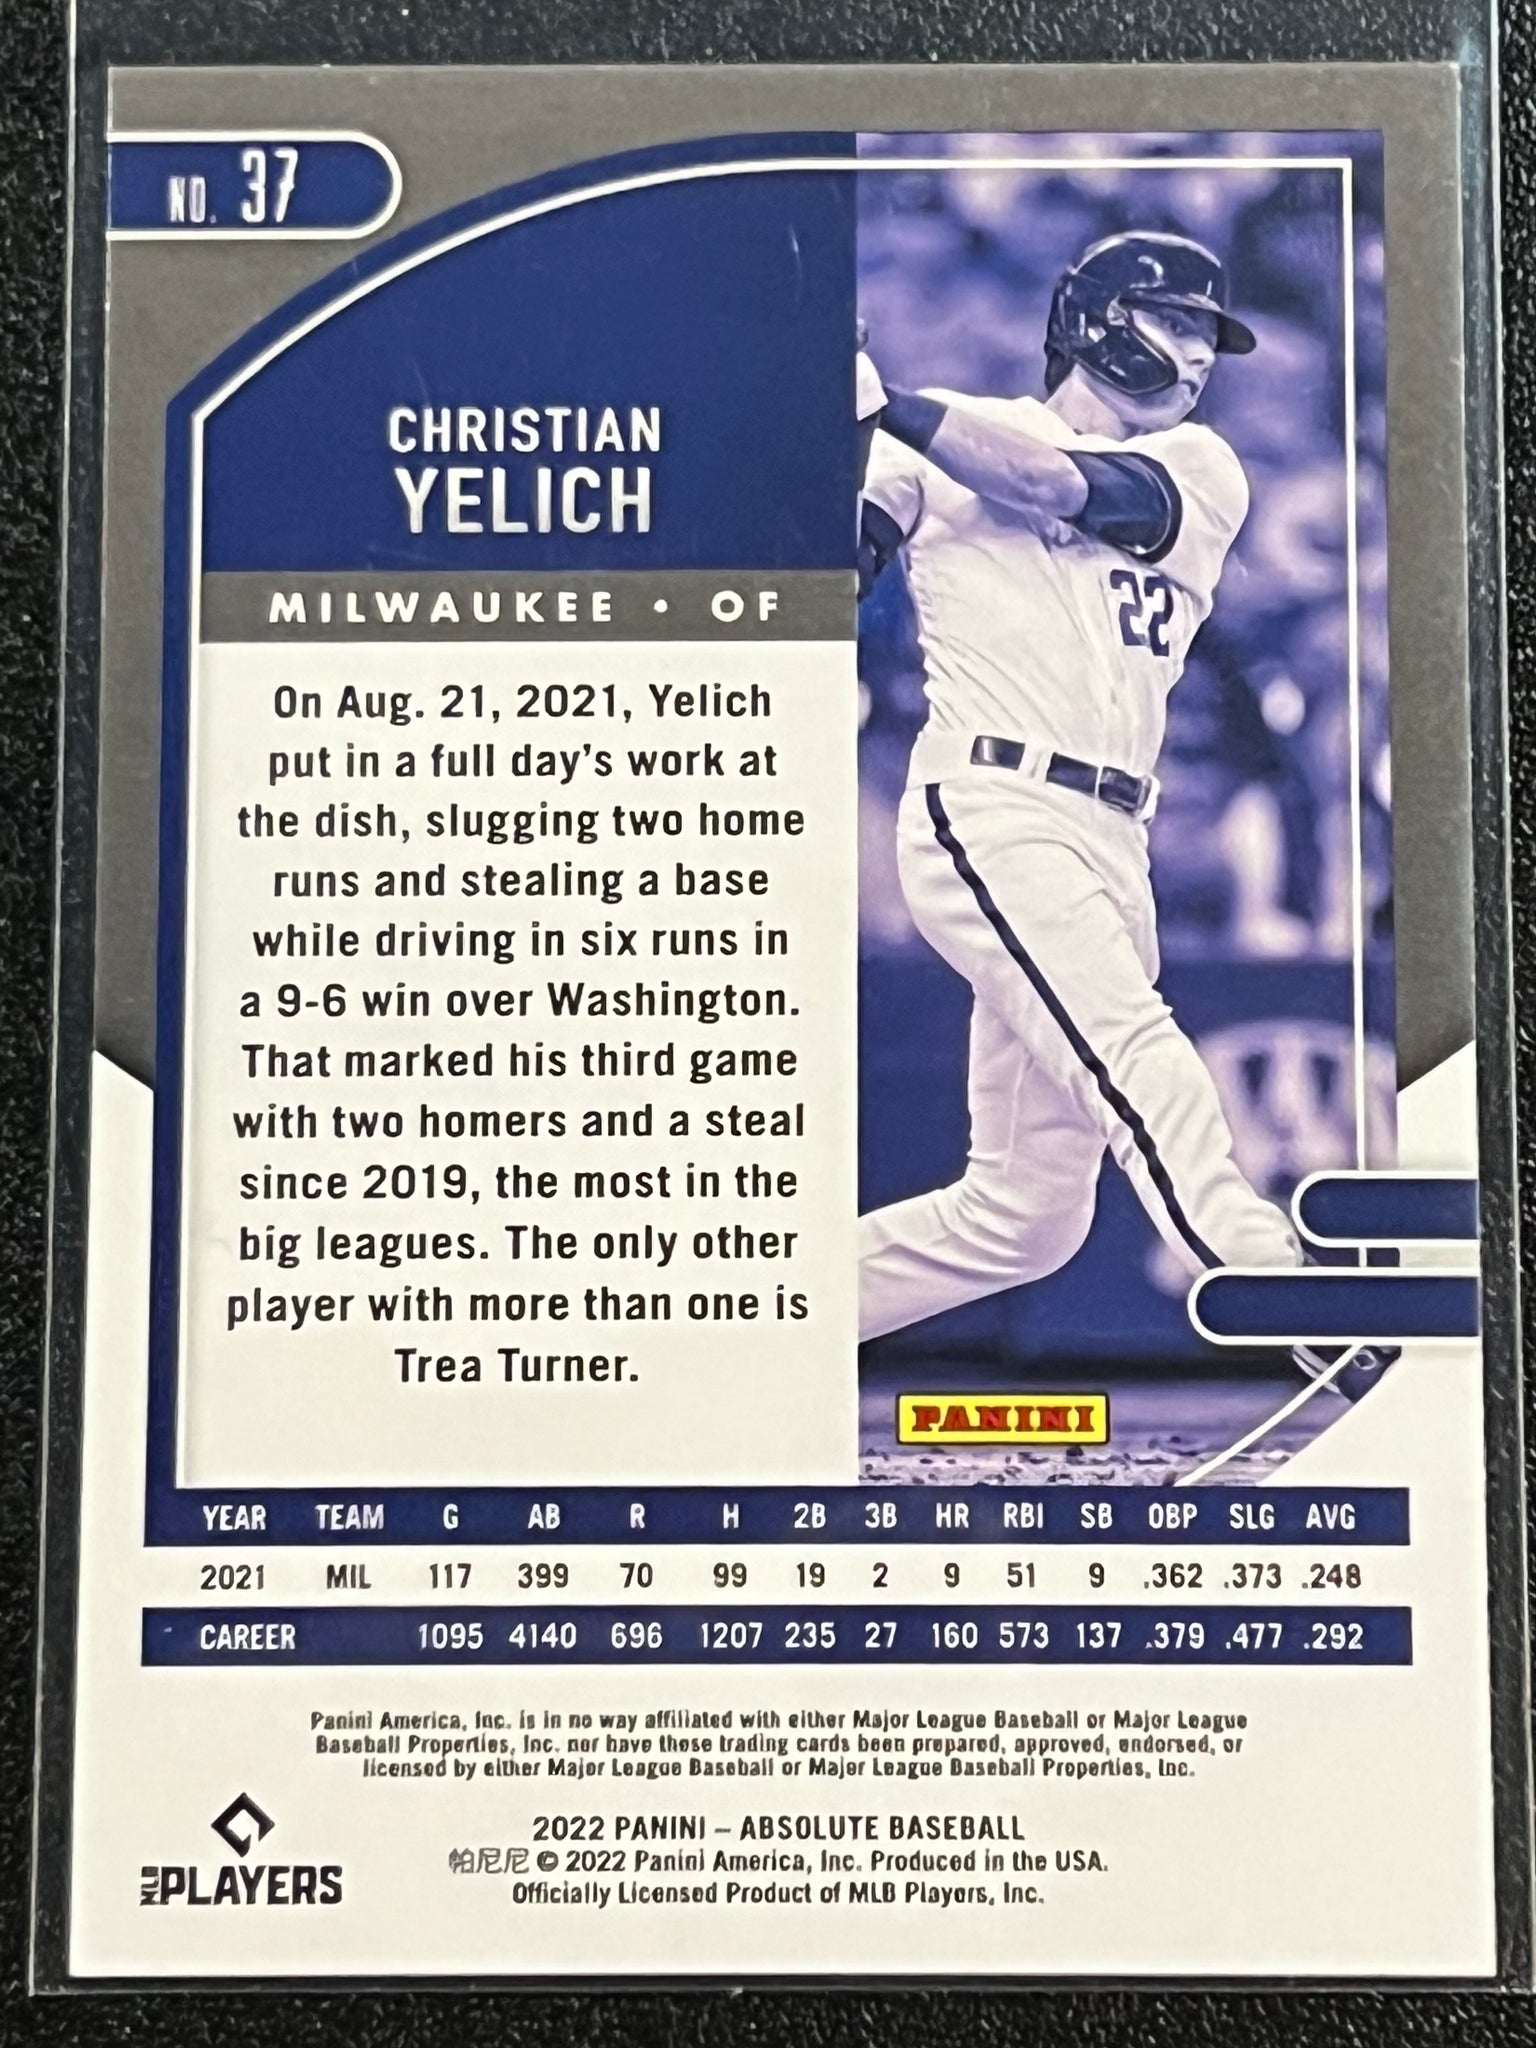 NO. 37
CHRISTIAN
YELICH
MILWAUKEE • OF
On Aug. 21, 2021, Yelich
put in a full day's work at
the dish, slugging two home
runs and stealing a base
while driving in six runs in
a 9-6 win over Washington.
That marked his third game
with two homers and a steal
since 2019, the most in the
big leagues. The only other
player with more than one is
Trea Turner.
22
PANINI
YEAR TEAM G AB R H 2B 3B HR RBI SB OBP SLG AVG
2021 MIL 117 399 70 99 19 2 9 51 9 .362 .373 .248
CAREER 1095 4140 696 1207 235 27 160 573 137 .379 .477 .292
Panini America, Inc. is in no way affiliated with either Major League Baseball or Major League
Baseball Properties, Inc. nor have these trading cards been prepared, approved, endorsed, or
licensed by either Major League Baseball or Major League Baseball Properties, Inc.
2022 PANINI – ABSOLUTE BASEBALL
帕尼尼 © 2022 Panini America, Inc. Produced in the USA.
Officially Licensed Product of MLB Players, Inc.
MLB PLAYERS